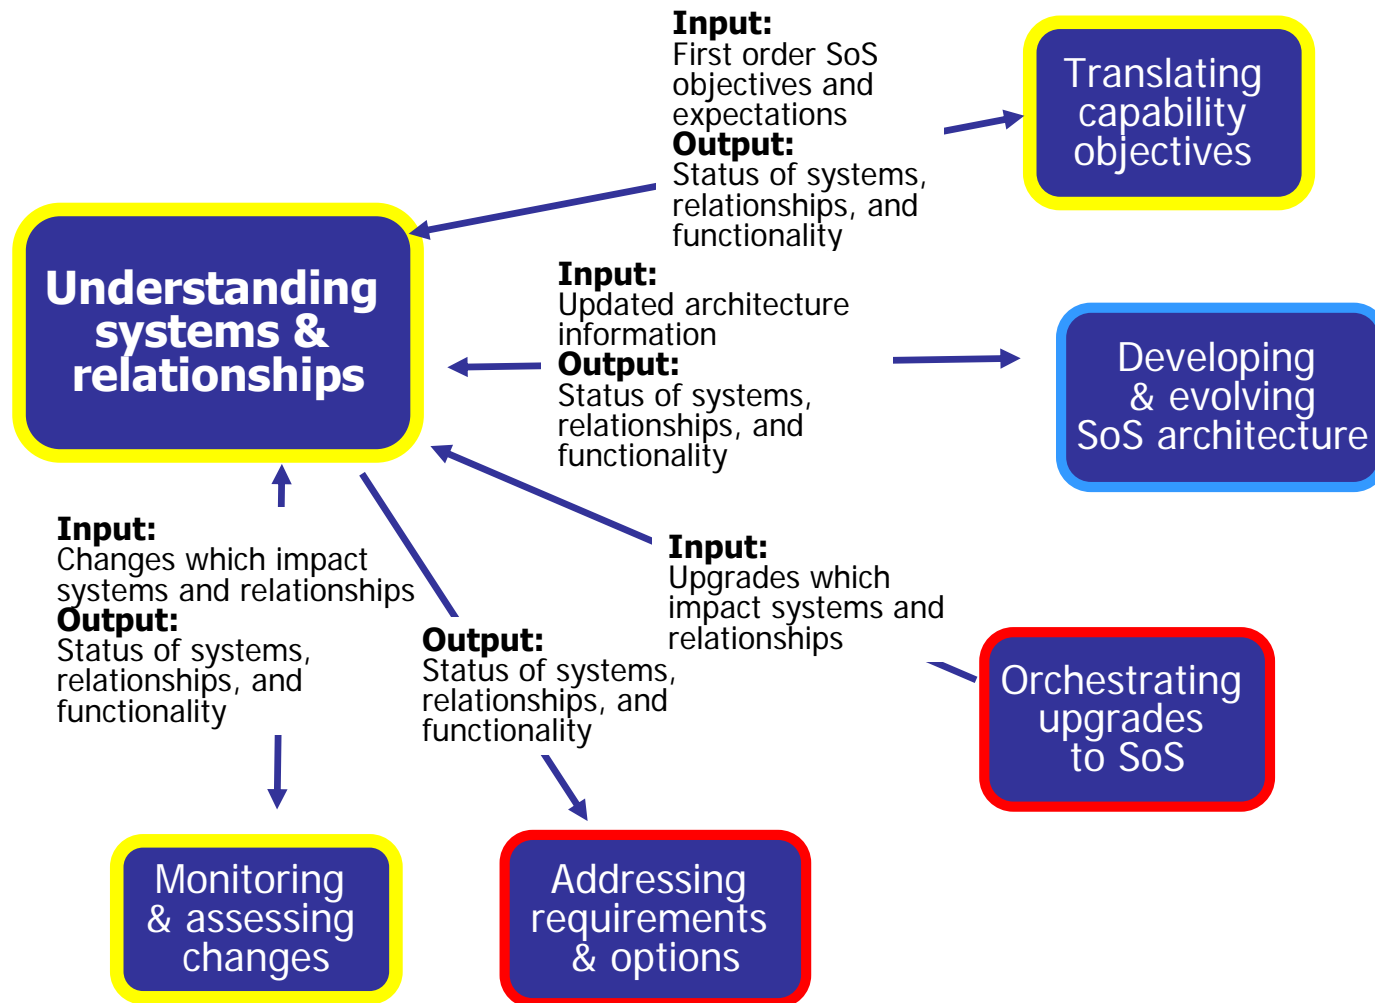 Input:
First order SoS
objectives and
expectations
Output:
Status of systems,
relationships, and
functionality
Translating
capability
objectives
Understanding
systems &
relationships
Input:
Updated architecture
information
Output:
Status of systems,
relationships, and
functionality
Developing
& evolving
SoS architecture
Input:
Changes which impact
systems and relationships
Output:
Status of systems,
relationships, and
functionality
Output:
Status of systems,
relationships, and
functionality
Input:
Upgrades which
impact systems and
relationships
Orchestrating
upgrades
to SoS
Monitoring
& assessing
changes
Addressing
requirements
& options